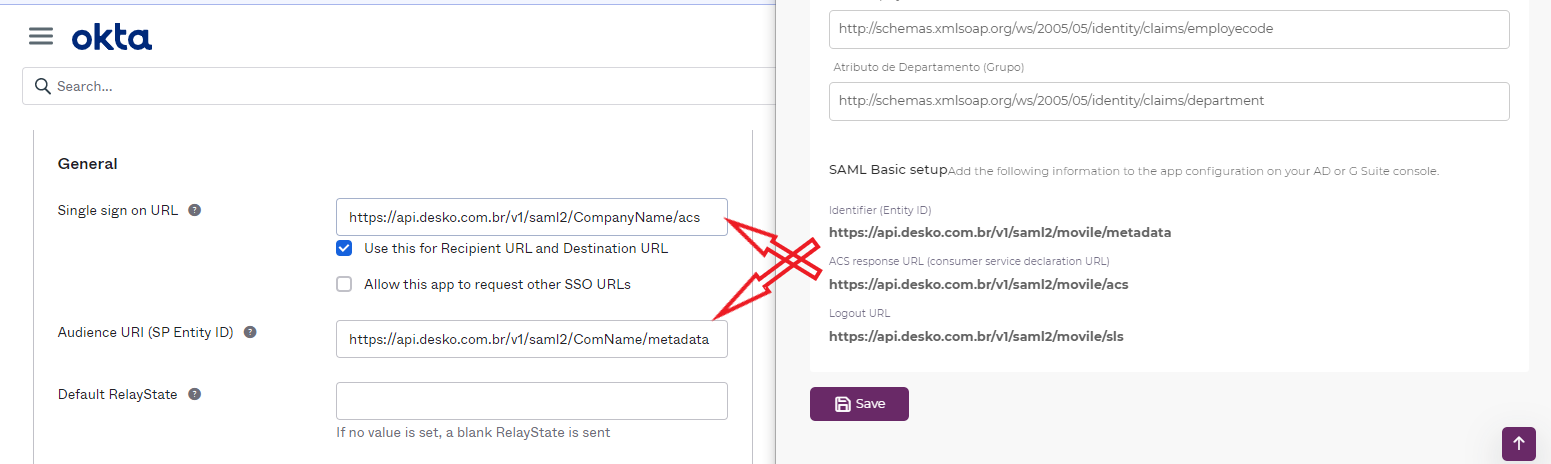 okta
Search...
General
Single sign on URL ?
https://api.desko.com.br/v1/saml2/CompanyName/acs
Use this for Recipient URL and Destination URL
Allow this app to request other SSO URLs
Audience URI (SP Entity ID) ?
https://api.desko.com.br/v1/saml2/ComName/metadata
Default RelayState ?
If no value is set, a blank RelayState is sent
http://schemas.xmlsoap.org/ws/2005/05/identity/claims/employecode
Atributo de Departamento (Grupo)
http://schemas.xmlsoap.org/ws/2005/05/identity/claims/department
SAML Basic setupAdd the following information to the app configuration on your AD or G Suite console.
Identifier (Entity ID)
https://api.desko.com.br/v1/saml2/movile/metadata
ACS response URL (consumer service declaration URL)
https://api.desko.com.br/v1/saml2/movile/acs
Logout URL
https://api.desko.com.br/v1/saml2/movile/sls
Save